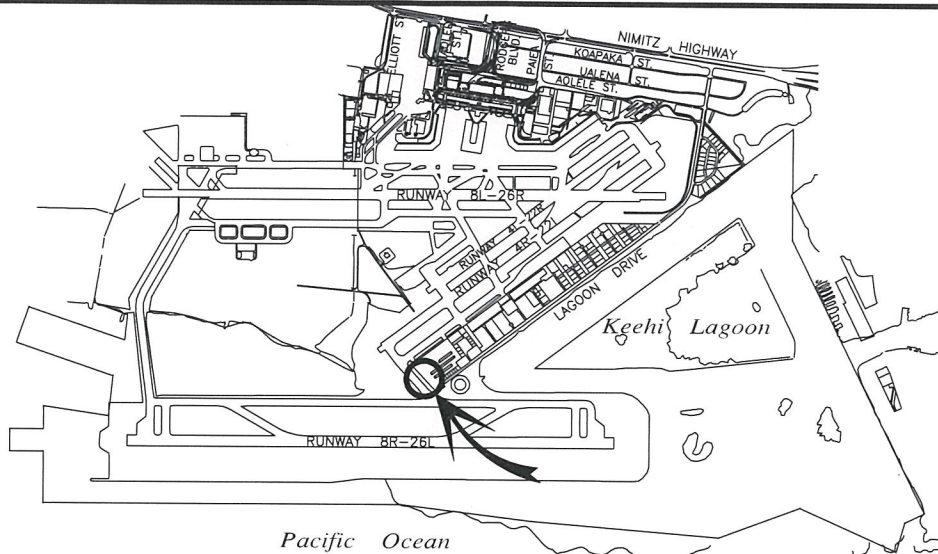 NIMITZ HIGHWAY
ELLIOTT ST.
ST.
RODGERS BLVD.
PAIEA ST.
KOAPAKA ST.
UALENA
AOLELE ST.
RUNWAY 8L-26R
RUNWAY
RUNWAY 4R-22L
LAGOON DRIVE
Keehi Lagoon
RUNWAY 8R-26L
Pacific Ocean